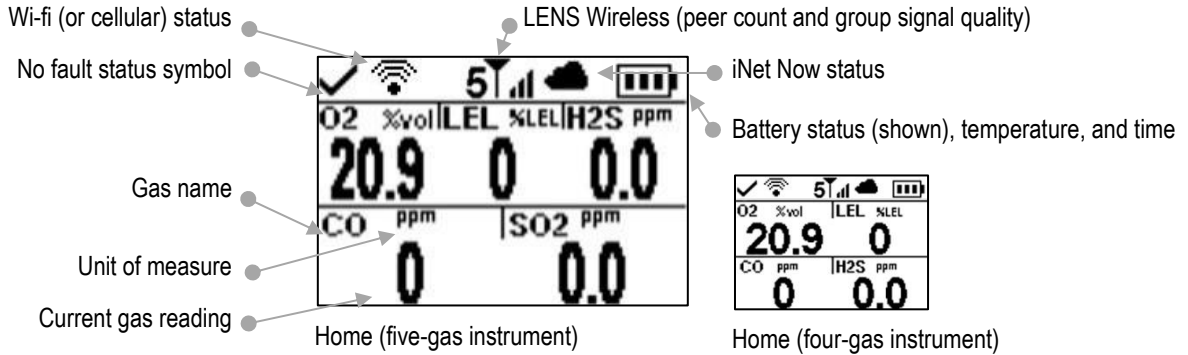 Wi-fi (or cellular) status
LENS Wireless (peer count and group signal quality)
No fault status symbol
iNet Now status
5
O2 %vol LEL %LEL H2S ppm
20.9 0 0.0
Battery status (shown), temperature, and time
Gas name
CO ppm SO2 ppm
0 0.0
Unit of measure
Current gas reading
Home (five-gas instrument)
5
O2 %vol LEL %LEL
20.9 0
CO ppm H2S ppm
0 0.0
Home (four-gas instrument)